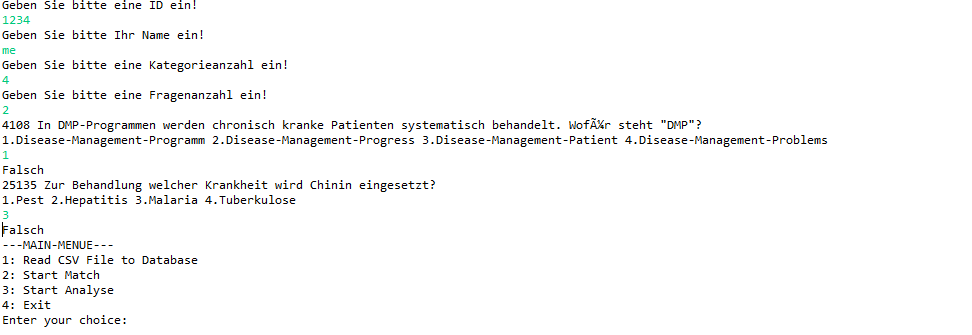 Geben Sie bitte eine ID ein!
1234
Geben Sie bitte Ihr Name ein!
me
Geben Sie bitte eine Kategorieanzahl ein!
4
Geben Sie bitte eine Fragenanzahl ein!
2
4108 In DMP-Programmen werden chronisch kranke Patienten systematisch behandelt. WofÃ¼r steht "DMP"?
1.Disease-Management-Programm 2.Disease-Management-Progress 3.Disease-Management-Patient 4.Disease-Management-Problems
1
Falsch
25135 Zur Behandlung welcher Krankheit wird Chinin eingesetzt?
1.Pest 2.Hepatitis 3.Malaria 4.Tuberkulose
3
Falsch
---MAIN-MENUE---
1: Read CSV File to Database
2: Start Match
3: Start Analyse
4: Exit
Enter your choice: